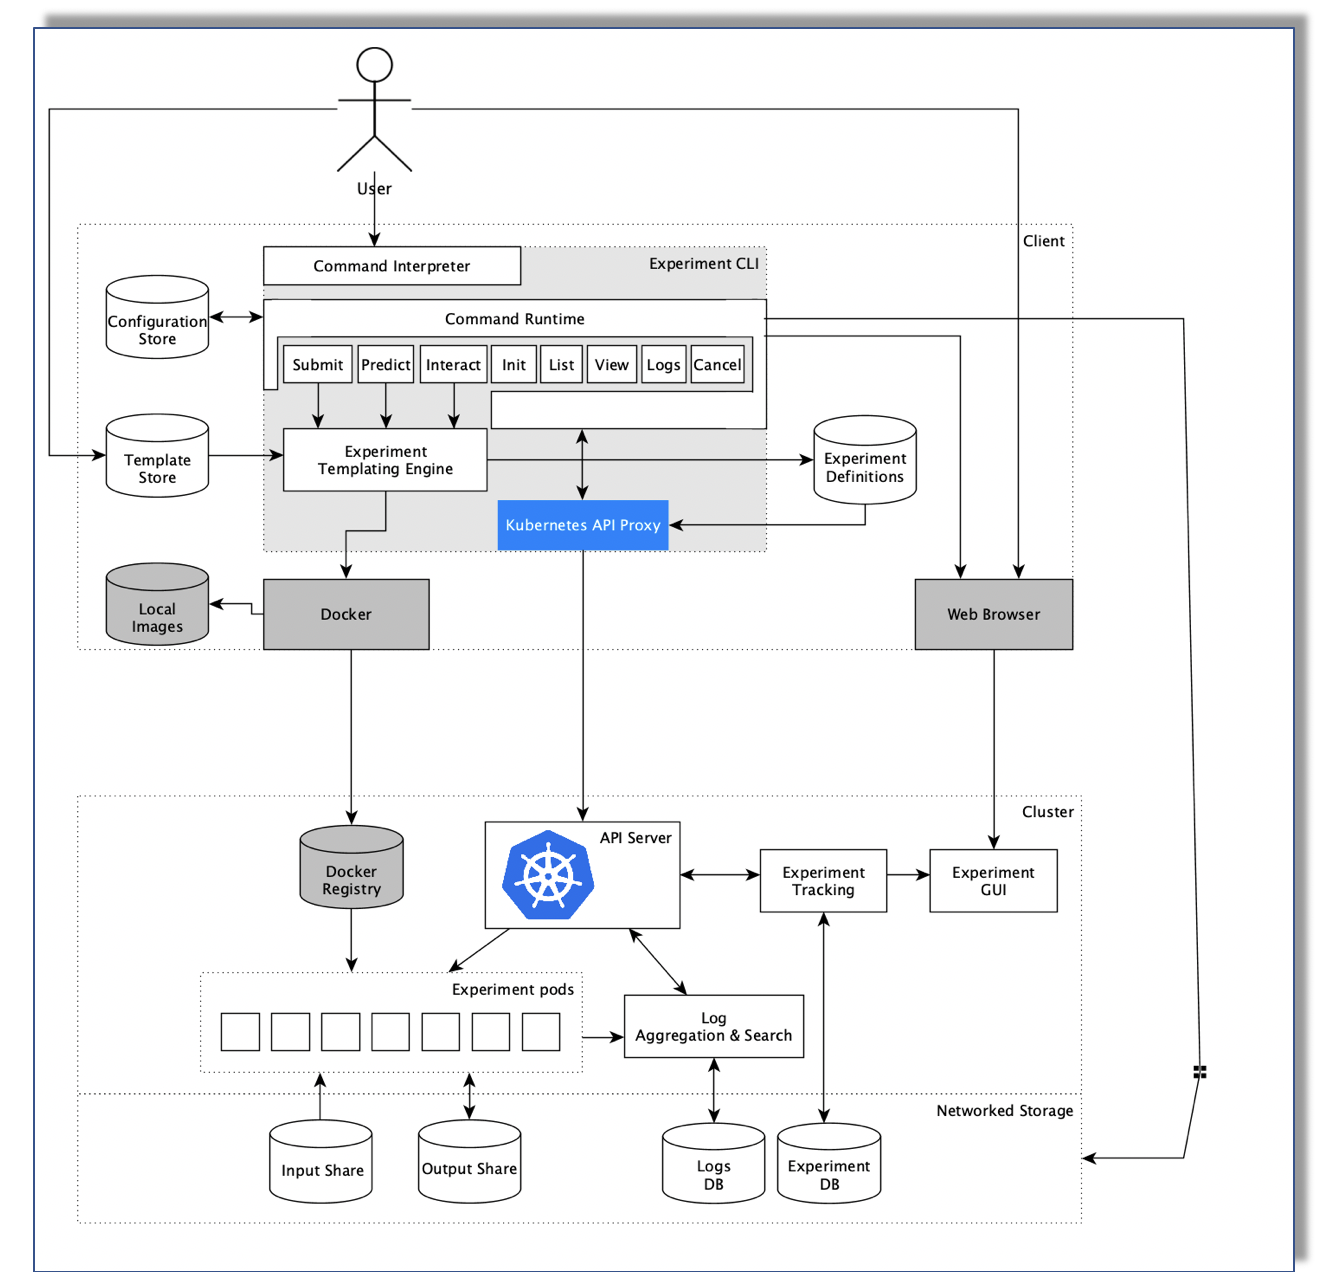 User
Client
Command Interpreter
Experiment CLI
Configuration
Store
Command Runtime
Submit
Predict
Interact
Init
List
View
Logs
Cancel
Template
Store
Experiment
Templating Engine
Experiment
Definitions
Kubernetes API Proxy
Local
Images
Docker
Web Browser
Cluster
Docker
Registry
API Server
Experiment
Tracking
Experiment
GUI
Experiment pods
Log
Aggregation & Search
Networked Storage
Input Share
Output Share
Logs
DB
Experiment
DB